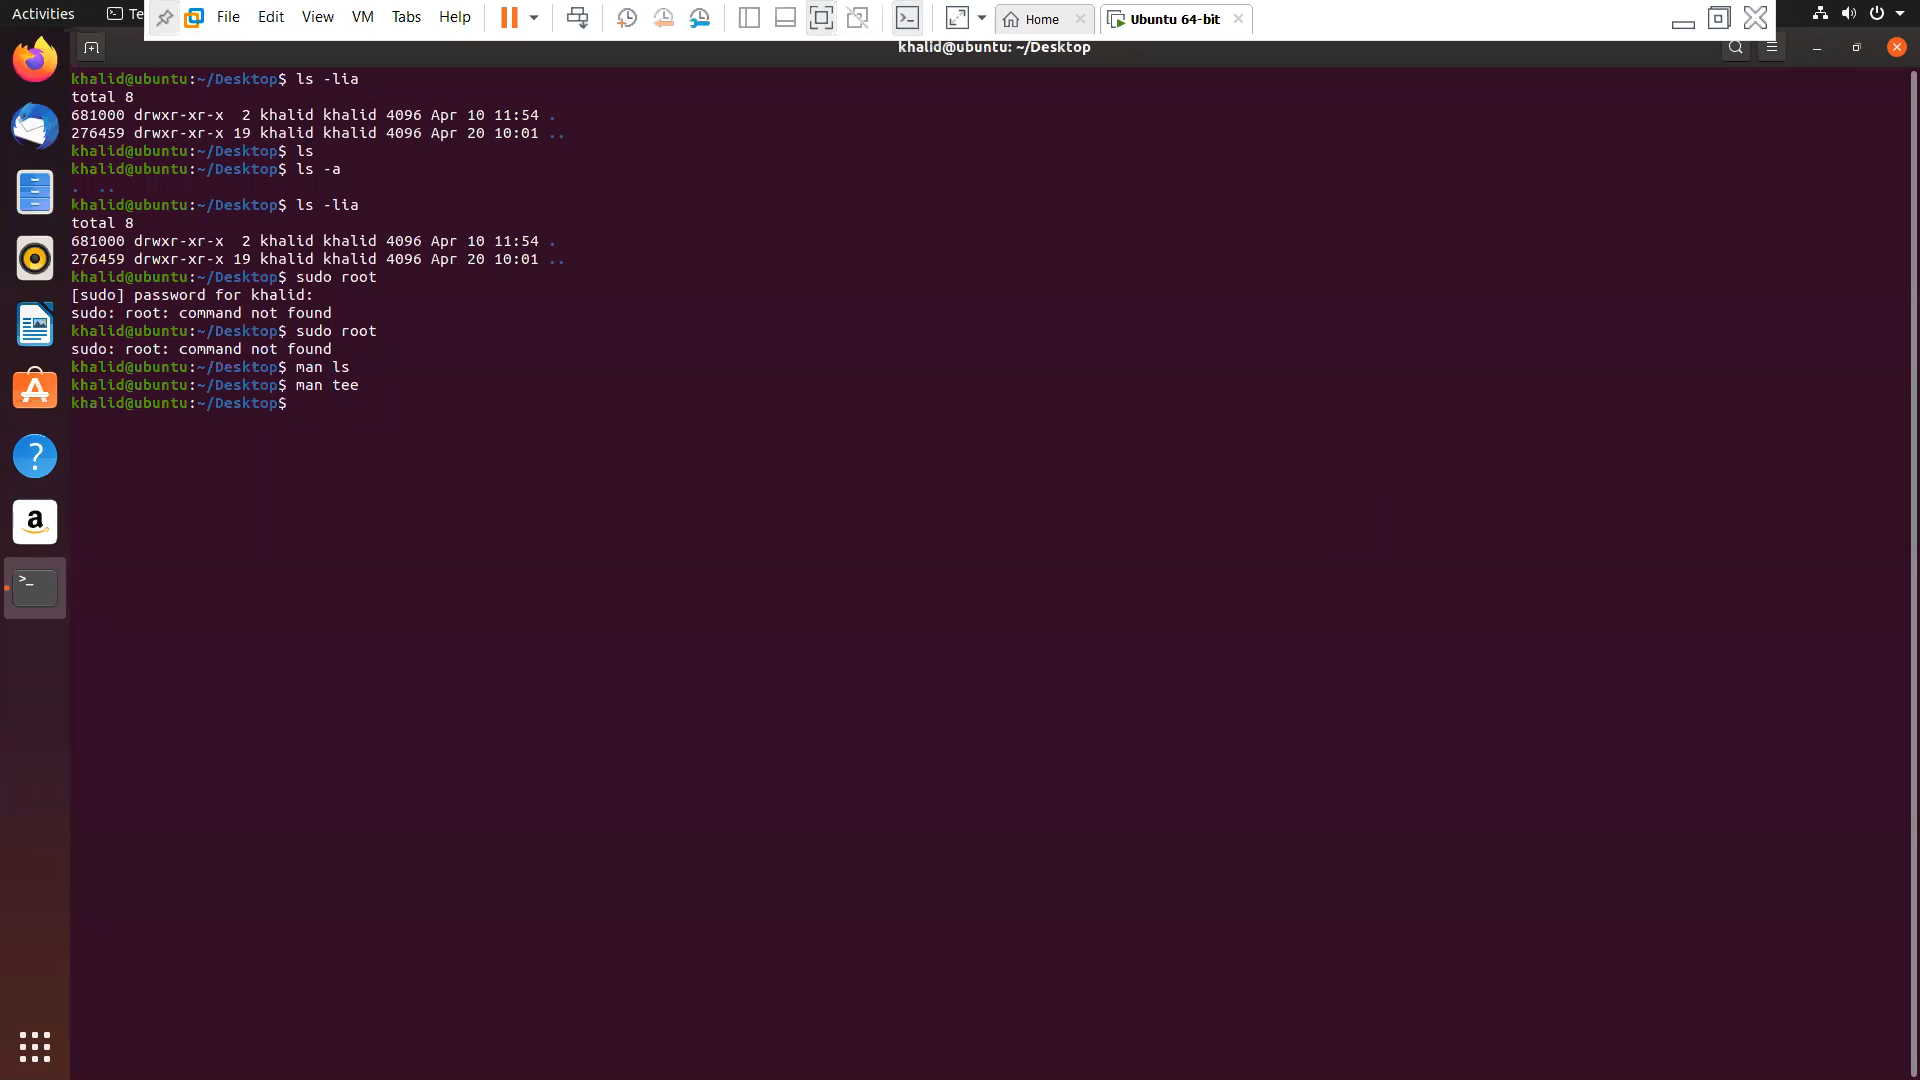 Activities
Te
File Edit View VM Tabs Help
Home
Ubuntu 64-bit
khalid@ubuntu: ~/Desktop
khalid@ubuntu:~/Desktop$ ls -lia
total 8
681000 drwxr-xr-x  2 khalid khalid 4096 Apr 10 11:54 .
276459 drwxr-xr-x 19 khalid khalid 4096 Apr 20 10:01 ..
khalid@ubuntu:~/Desktop$ ls
khalid@ubuntu:~/Desktop$ ls -a
.  ..
khalid@ubuntu:~/Desktop$ ls -lia
total 8
681000 drwxr-xr-x  2 khalid khalid 4096 Apr 10 11:54 .
276459 drwxr-xr-x 19 khalid khalid 4096 Apr 20 10:01 ..
khalid@ubuntu:~/Desktop$ sudo root
[sudo] password for khalid:
sudo: root: command not found
khalid@ubuntu:~/Desktop$ sudo root
sudo: root: command not found
khalid@ubuntu:~/Desktop$ man ls
khalid@ubuntu:~/Desktop$ man tee
khalid@ubuntu:~/Desktop$